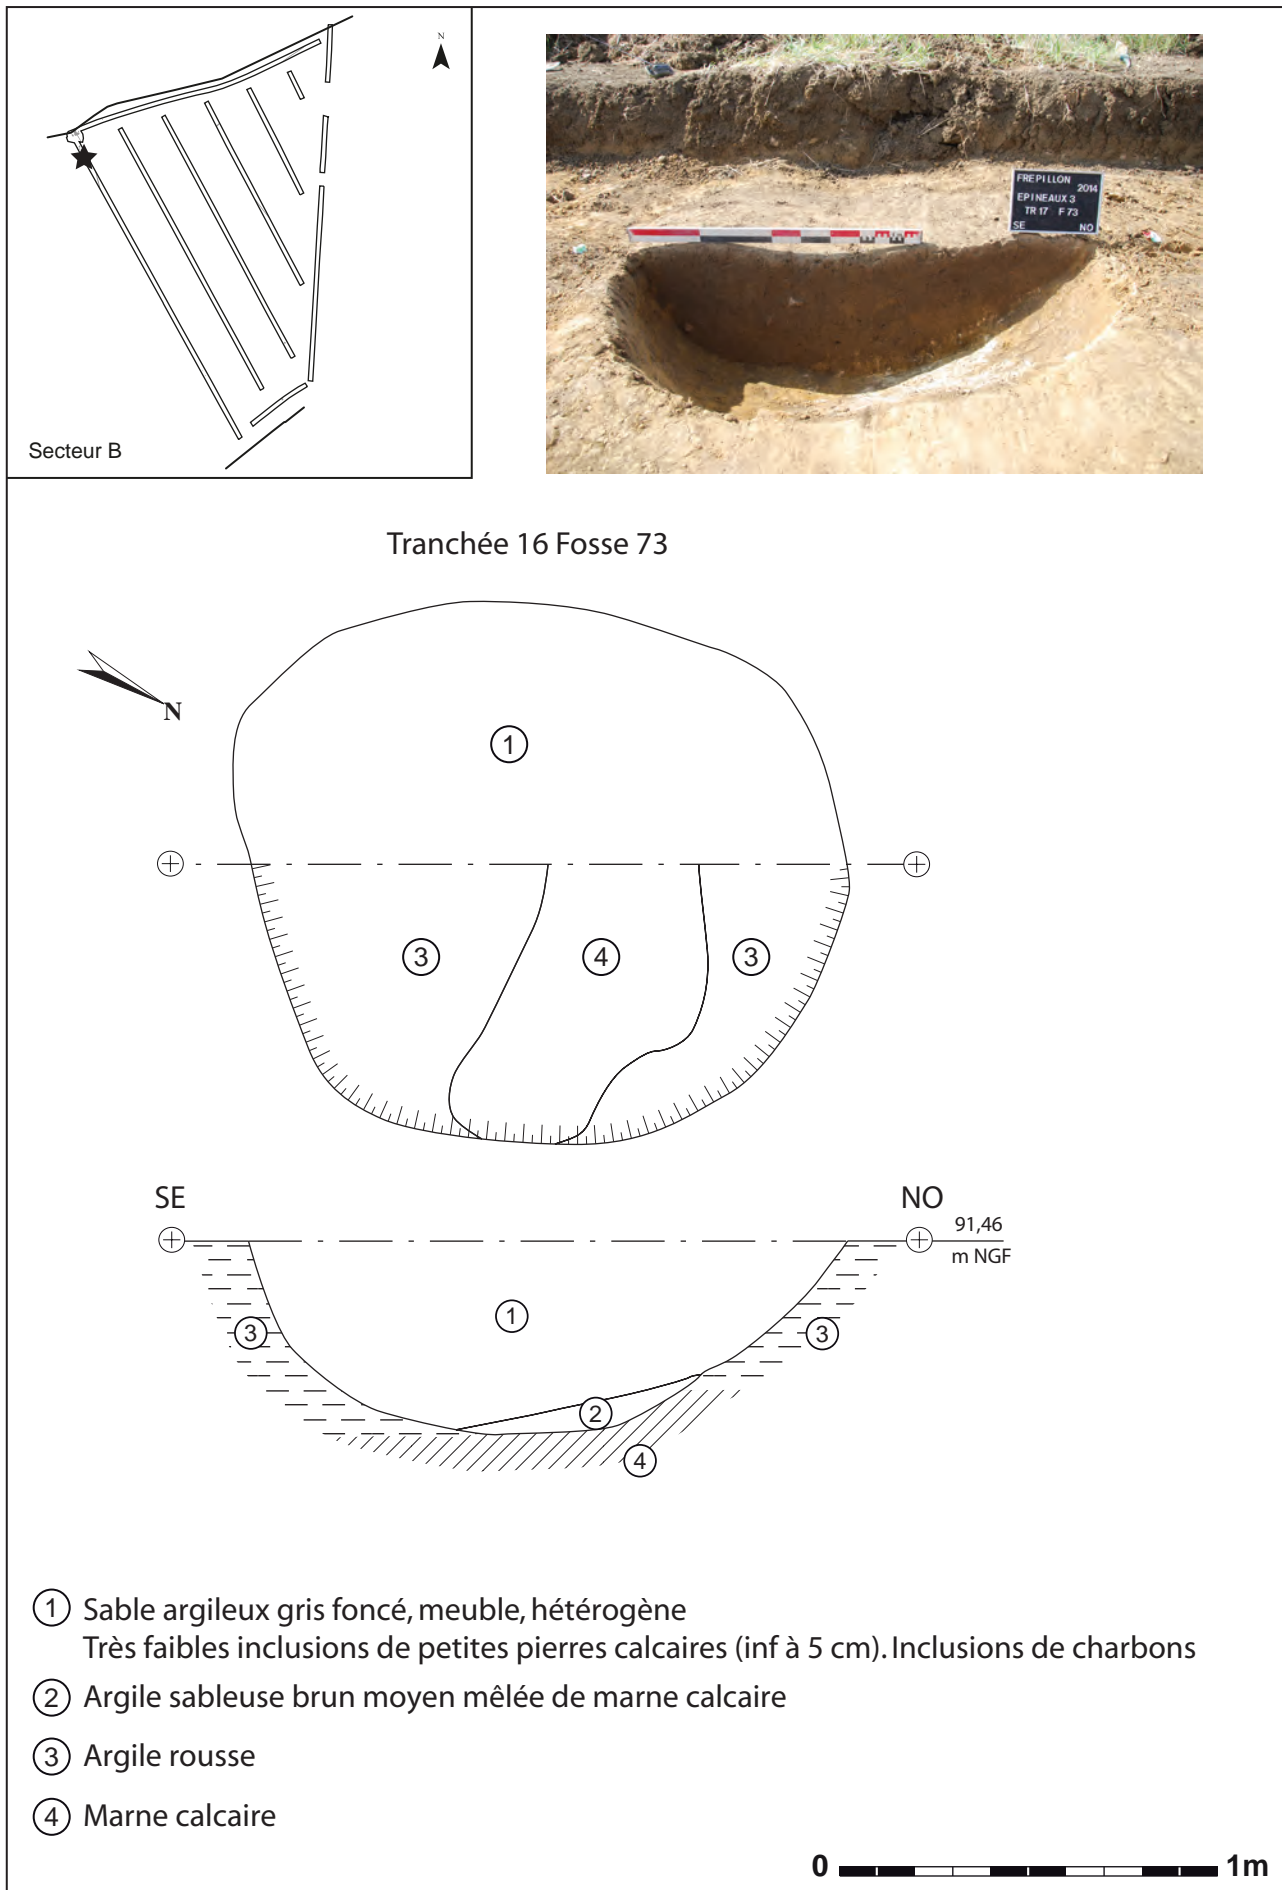 N
Secteur B
FREPILLON
2014
EPINEAUX 3
TR 17 F 73
SE NO
Tranchée 16 Fosse 73
N
1
3
4
3
SE
NO
91,46
m NGF
1
3
3
2
4
1 Sable argileux gris foncé, meuble, hétérogène
Très faibles inclusions de petites pierres calcaires (inf à 5 cm). Inclusions de charbons
2 Argile sableuse brun moyen mêlée de marne calcaire
3 Argile rousse
4 Marne calcaire
0 1m